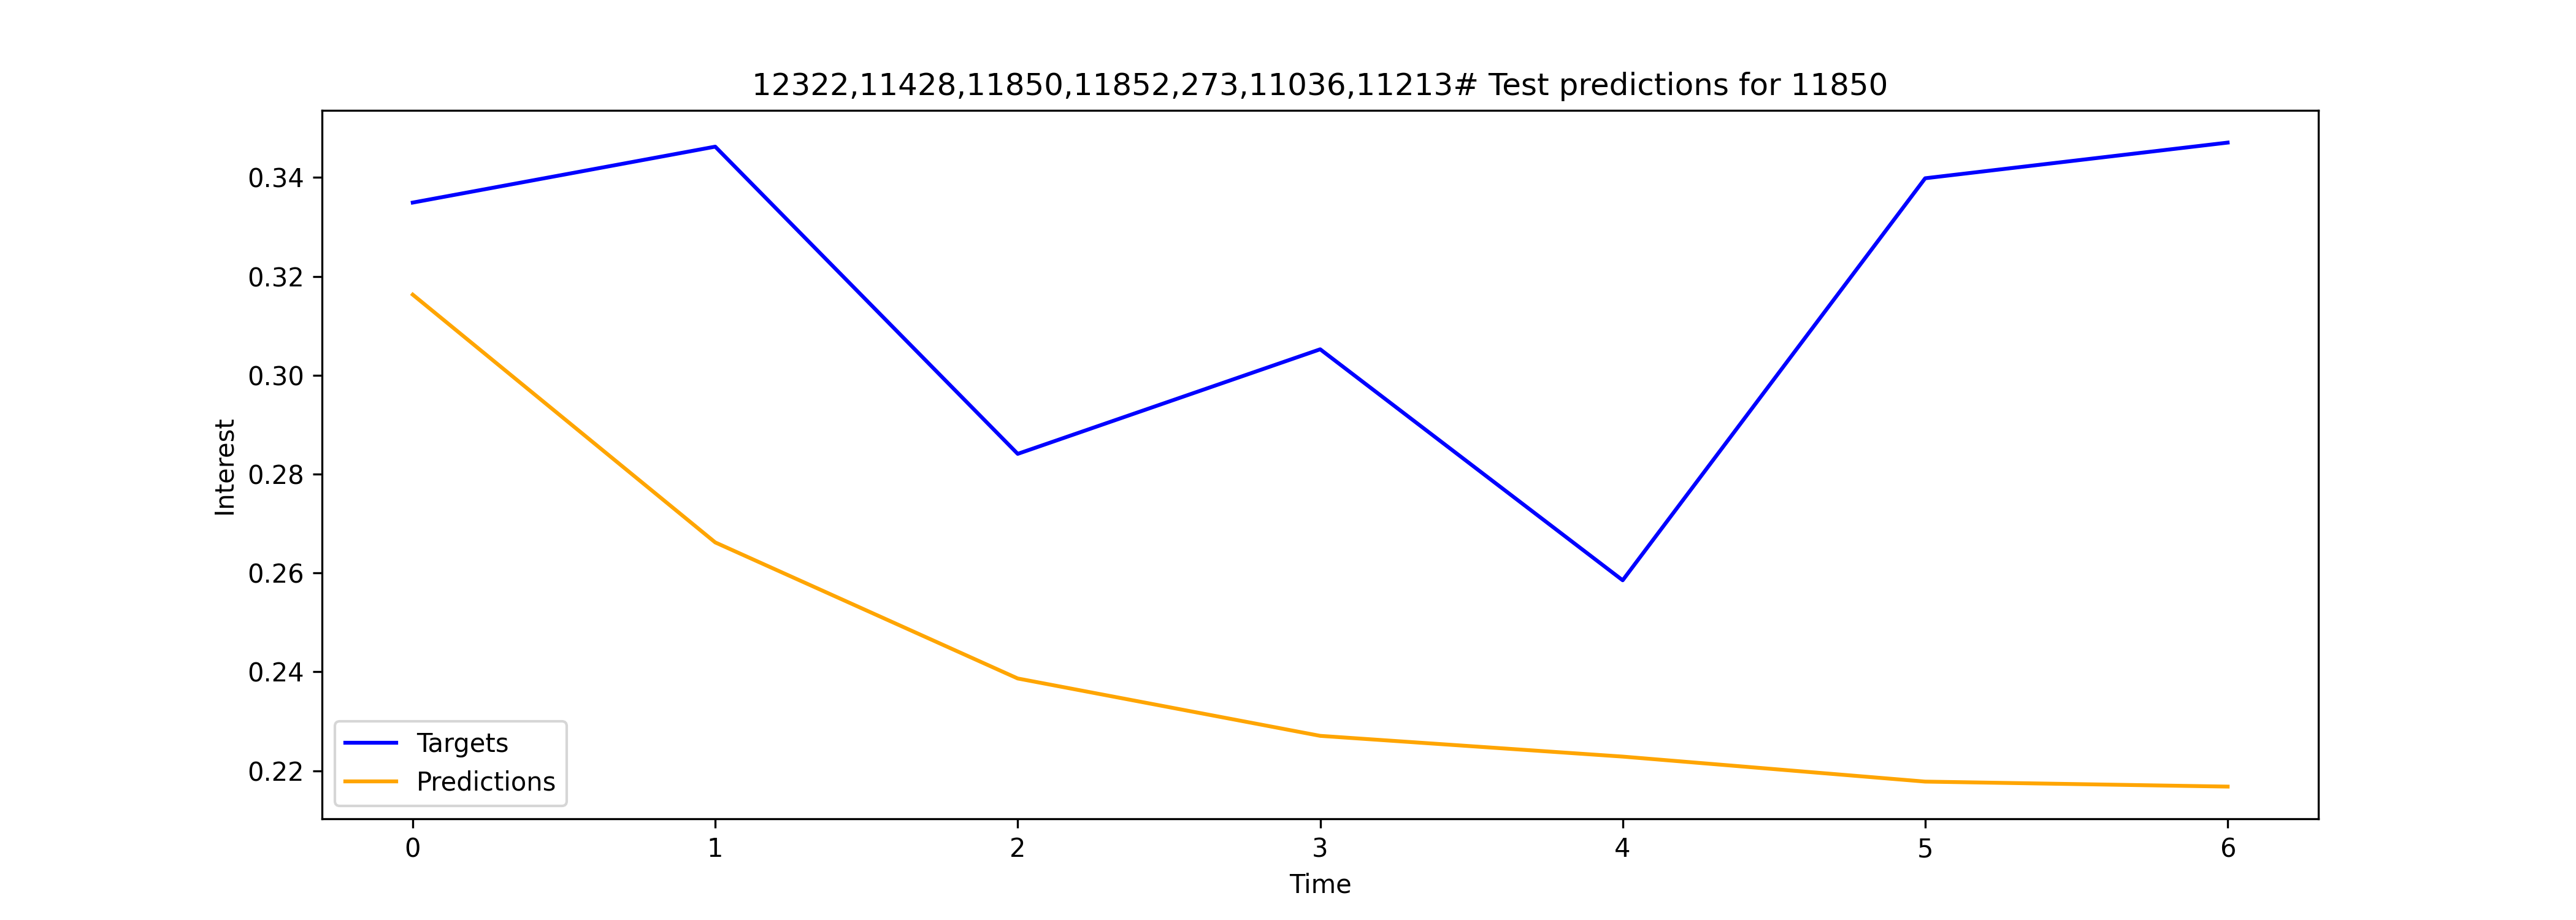 12322,11428,11850,11852,273,11036,11213# Test predictions for 11850
0.34
0.32
0.30
0.28
0.26
0.24
0.22
Interest
Targets
Predictions
0 1 2 3 4 5 6
Time